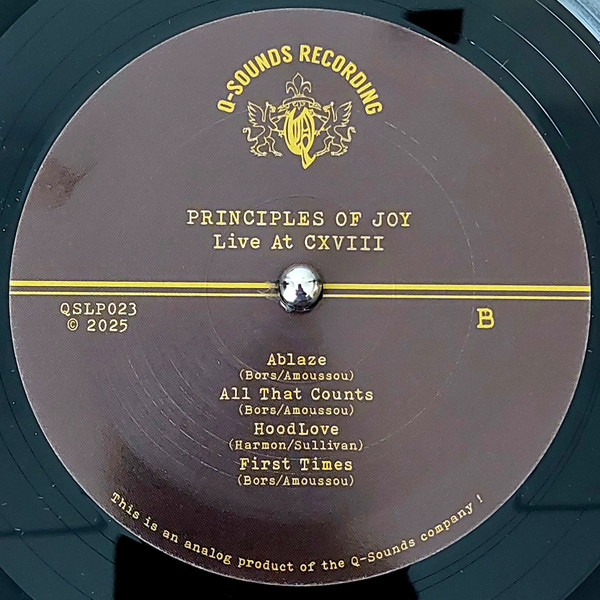 Q-SOUNDS RECORDING
Q
PRINCIPLES OF JOY
Live At CXVIII
QSLP023
© 2025
B
Ablaze
(Bors/Amoussou)
All That Counts
(Bors/Amoussou)
HoodLove
(Harmon/Sullivan)
First Times
(Bors/Amoussou)
This is an analog product of the Q-Sounds company !